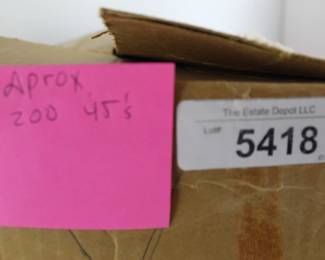 Aprox.
200 45's
The Estate Depot LLC
Lot#
5418